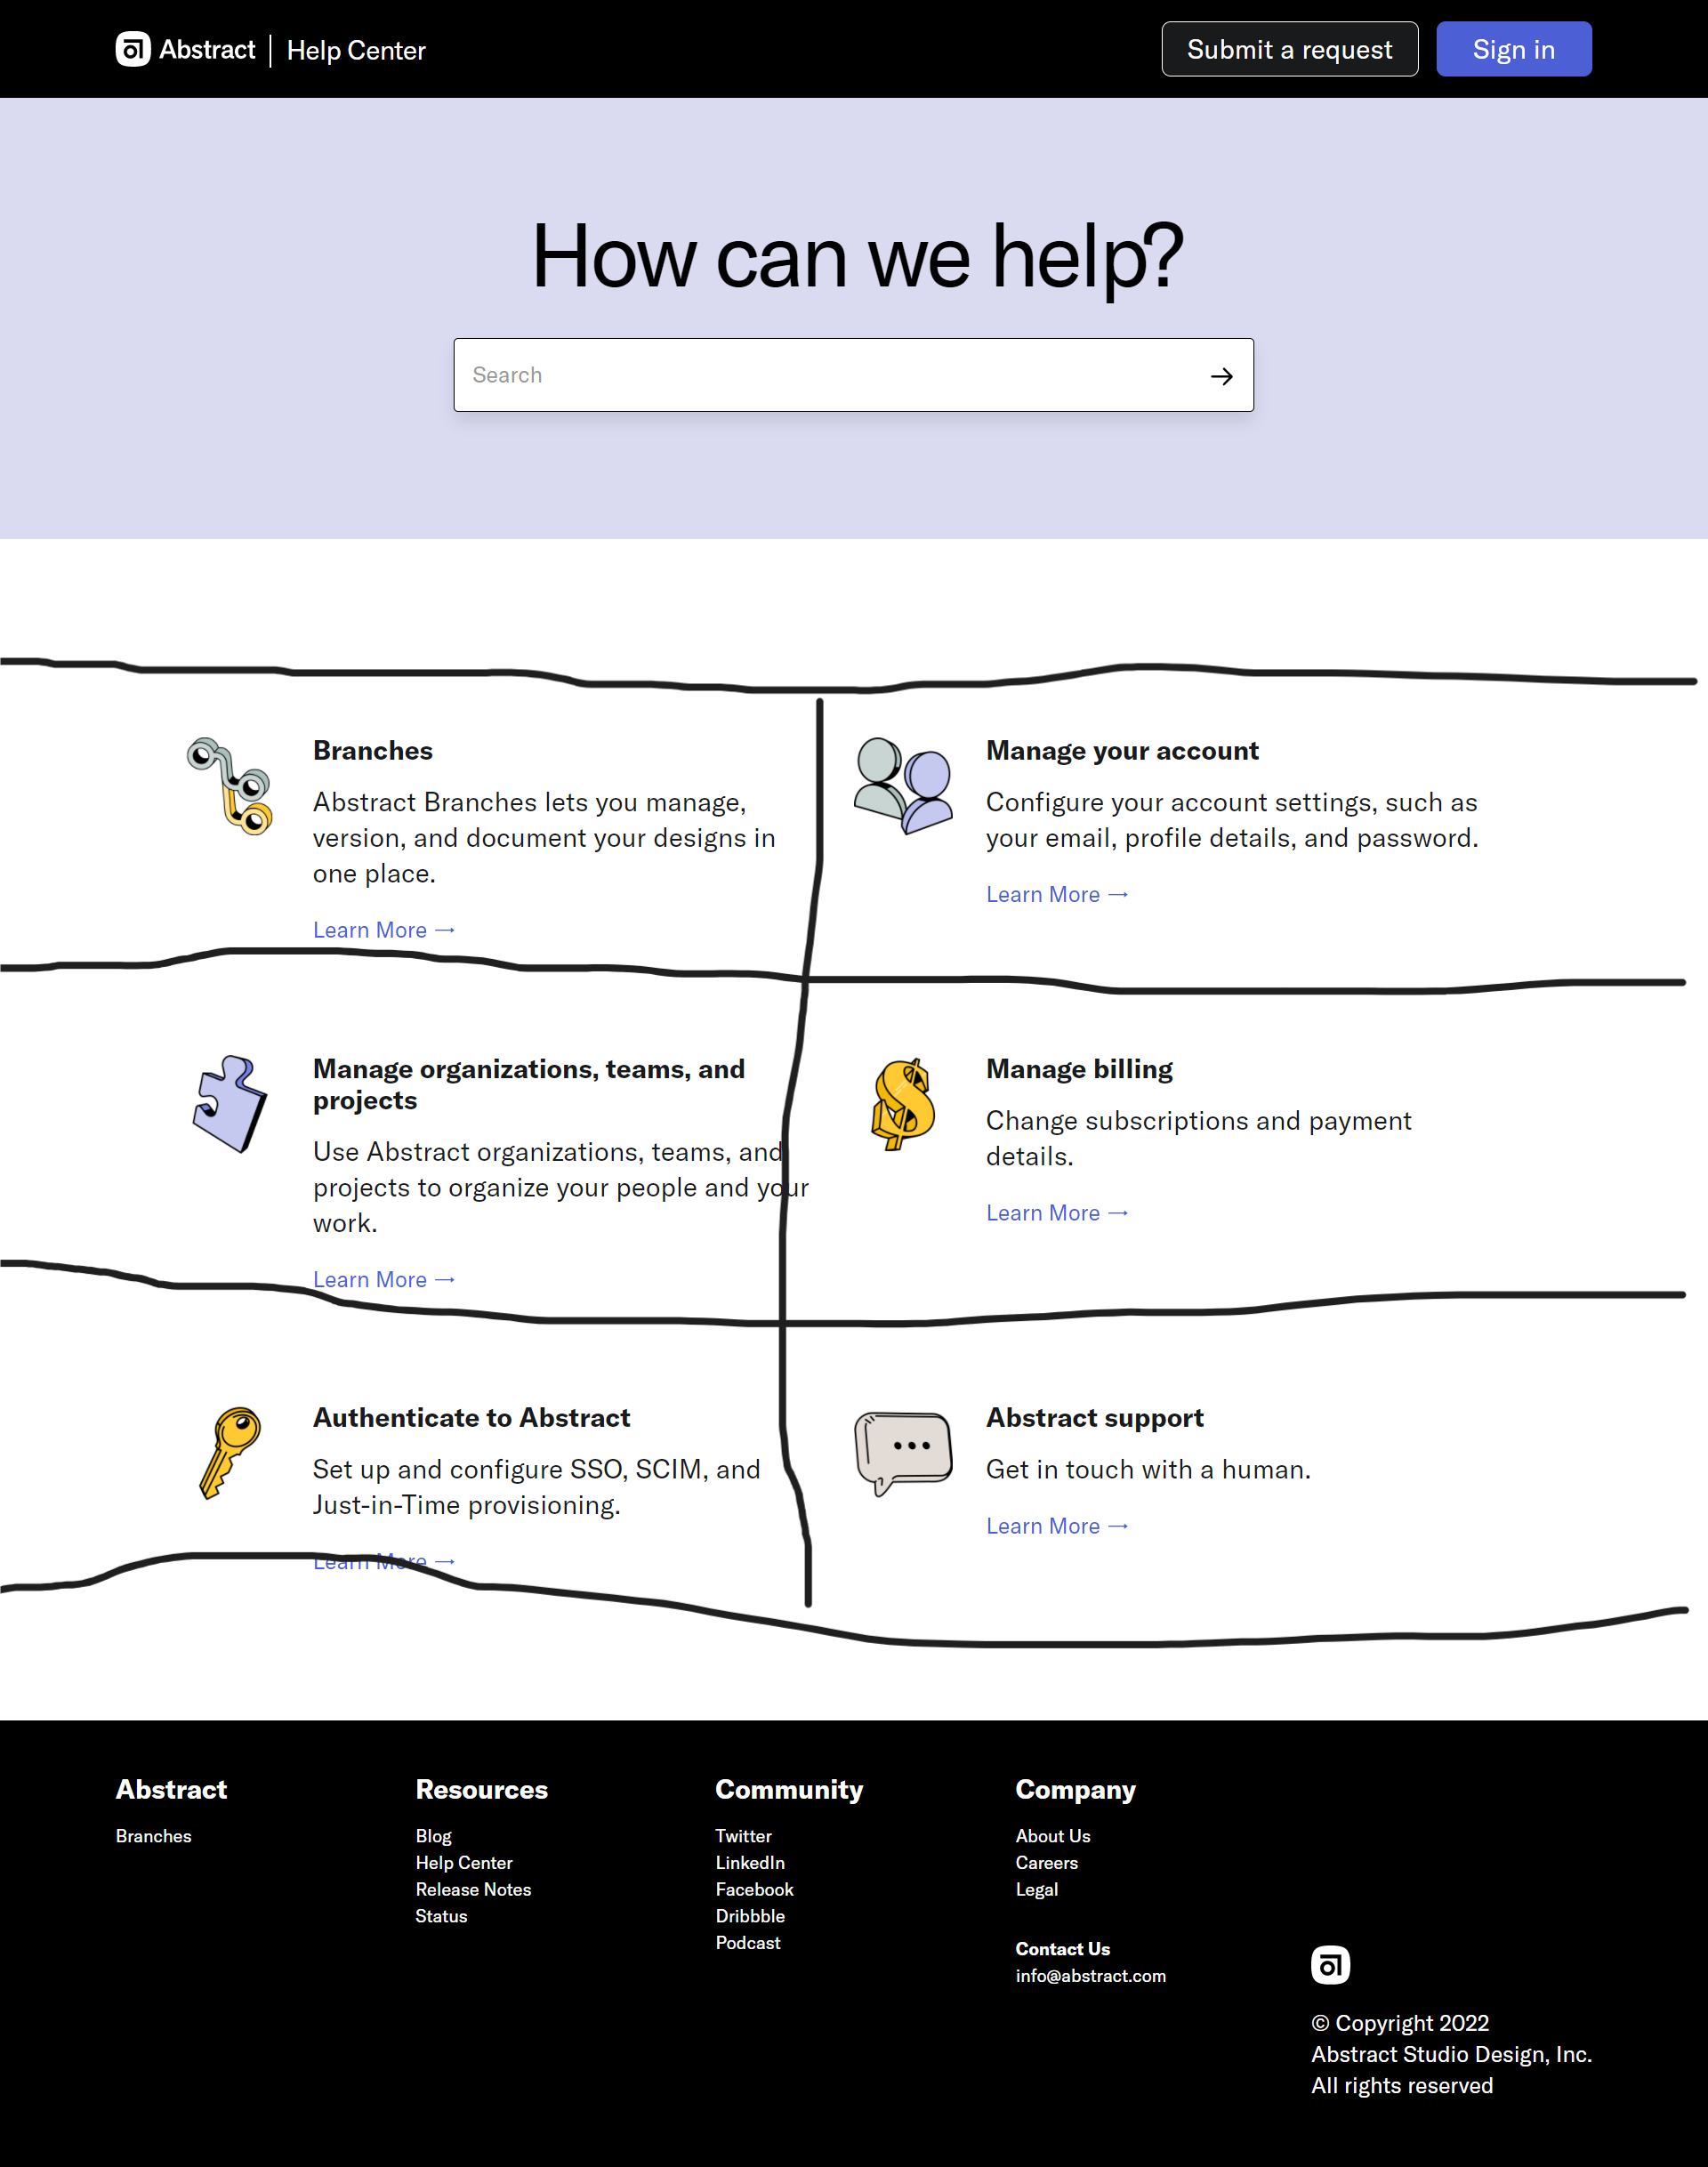 Abstract | Help Center
Submit a request
Sign in
How can we help?
Search
Branches
Abstract Branches lets you manage,
version, and document your designs in
one place.
Learn More →
Manage your account
Configure your account settings, such as
your email, profile details, and password.
Learn More →
Manage organizations, teams, and
projects
Use Abstract organizations, teams, and
projects to organize your people and your
work.
Learn More →
Manage billing
Change subscriptions and payment
details.
Learn More →
Authenticate to Abstract
Set up and configure SSO, SCIM, and
Just-in-Time provisioning.
Learn More →
Abstract support
Get in touch with a human.
Learn More →
Abstract
Branches
Resources
Blog
Help Center
Release Notes
Status
Community
Twitter
LinkedIn
Facebook
Dribbble
Podcast
Company
About Us
Careers
Legal
Contact Us
info@abstract.com
© Copyright 2022
Abstract Studio Design, Inc.
All rights reserved